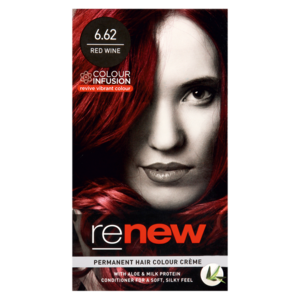 6.62
RED WINE
COLOUR
INFUSION
revive vibrant colour
renew
PERMANENT HAIR COLOUR CRÈME
WITH ALOE & MILK PROTEIN
CONDITIONER FOR A SOFT, SILKY FEEL